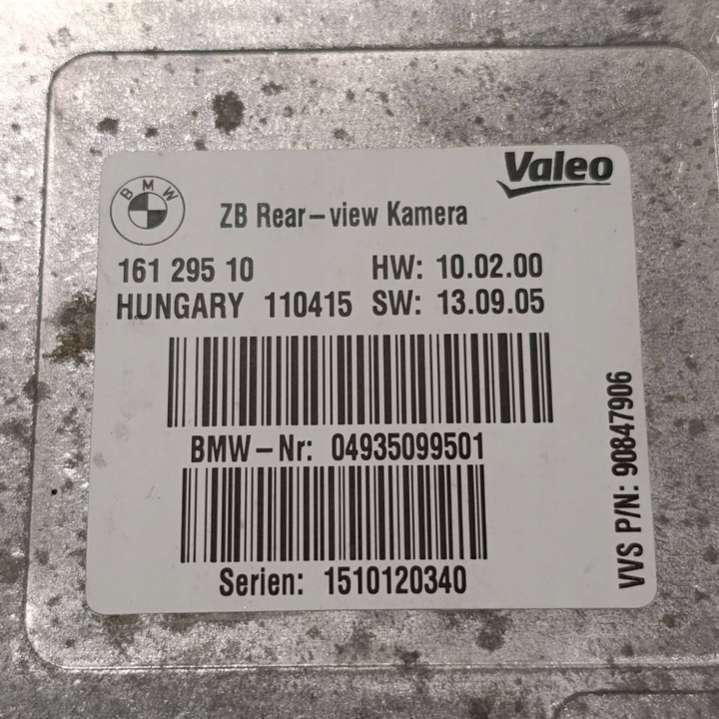 BMW
Valeo
ZB Rear-view Kamera
161 295 10 HW: 10.02.00
HUNGARY 110415 SW: 13.09.05
BMW-Nr: 04935099501
Serien: 1510120340
VVS P/N: 90847906